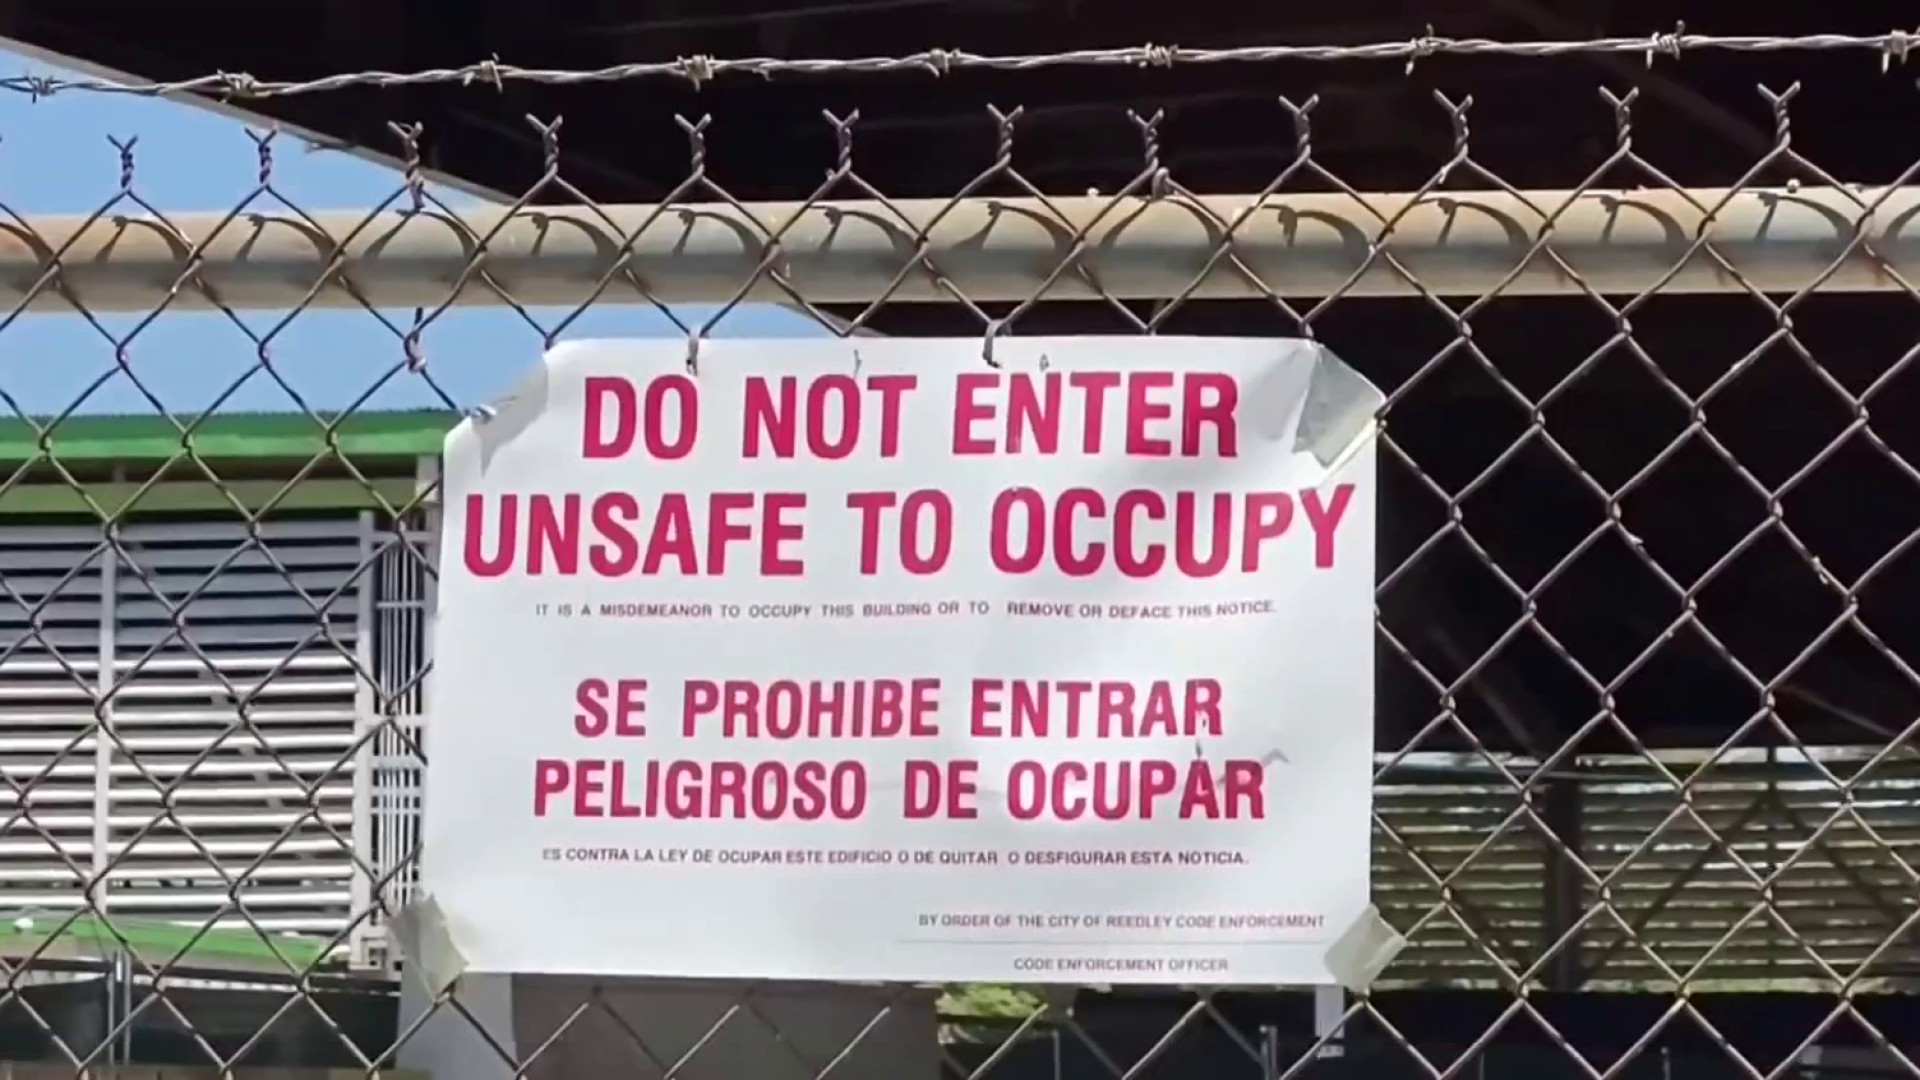 DO NOT ENTER
UNSAFE TO OCCUPY
IT IS A MISDEMEANOR TO OCCUPY THIS BUILDING OR TO REMOVE OR DEFACE THIS NOTICE.
SE PROHIBE ENTRAR
PELIGROSO DE OCUPAR
ES CONTRA LA LEY DE OCUPAR ESTE EDIFICIO O DE QUITAR O DESFIGURAR ESTA NOTICIA.
BY ORDER OF THE CITY OF REEDLEY CODE ENFORCEMENT
CODE ENFORCEMENT OFFICER